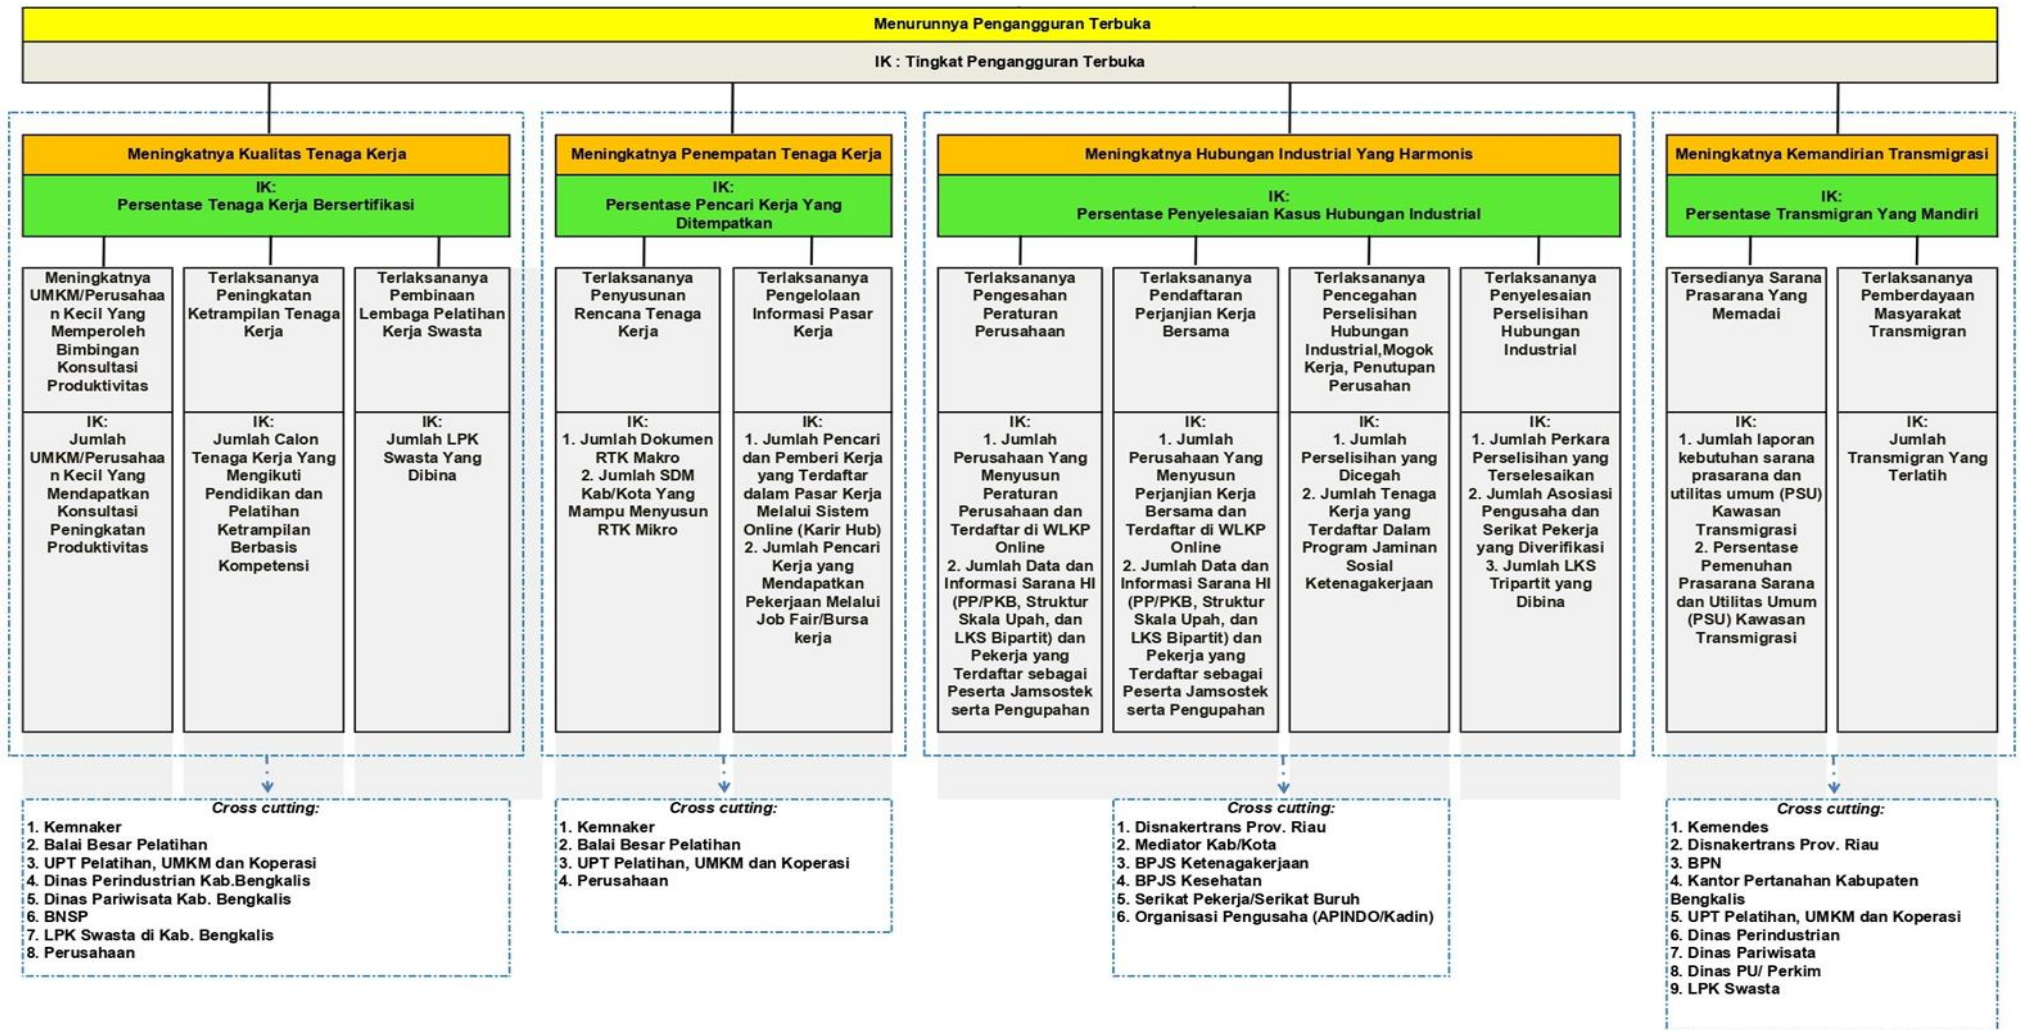 Menurunnya Pengangguran Terbuka
IK : Tingkat Pengangguran Terbuka
Meningkatnya Kualitas Tenaga Kerja
IK:
Persentase Tenaga Kerja Bersertifikasi
Meningkatnya
UMKM/Perusahaa
n Kecil Yang
Memperoleh
Bimbingan
Konsultasi
Produktivitas
IK:
Jumlah
UMKM/Perusahaa
n Kecil Yang
Mendapatkan
Konsultasi
Peningkatan
Produktivitas
Terlaksananya
Peningkatan
Ketrampilan Tenaga
Kerja
IK:
Jumlah Calon
Tenaga Kerja Yang
Mengikuti
Pendidikan dan
Pelatihan
Ketrampilan
Berbasis
Kompetensi
Terlaksananya
Pembinaan
Lembaga Pelatihan
Kerja Swasta
IK:
Jumlah LPK
Swasta Yang
Dibina
Cross cutting:
1. Kemnaker
2. Balai Besar Pelatihan
3. UPT Pelatihan, UMKM dan Koperasi
4. Dinas Perindustrian Kab.Bengkalis
5. Dinas Pariwisata Kab. Bengkalis
6. BNSP
7. LPK Swasta di Kab. Bengkalis
8. Perusahaan
Meningkatnya Penempatan Tenaga Kerja
IK:
Persentase Pencari Kerja Yang
Ditempatkan
Terlaksananya
Penyusunan
Rencana Tenaga
Kerja
IK:
1. Jumlah Dokumen
RTK Makro
2. Jumlah SDM
Kab/Kota Yang
Mampu Menyusun
RTK Mikro
Terlaksananya
Pengelolaan
Informasi Pasar
Kerja
IK:
1. Jumlah Pencari
dan Pemberi Kerja
yang Terdaftar
dalam Pasar Kerja
Melalui Sistem
Online (Karir Hub)
2. Jumlah Pencari
Kerja yang
Mendapatkan
Pekerjaan Melalui
Job Fair/Bursa
kerja
Cross cutting:
1. Kemnaker
2. Balai Besar Pelatihan
3. UPT Pelatihan, UMKM dan Koperasi
4. Perusahaan
Meningkatnya Hubungan Industrial Yang Harmonis
IK:
Persentase Penyelesaian Kasus Hubungan Industrial
Terlaksananya
Pengesahan
Peraturan
Perusahaan
IK:
1. Jumlah
Perusahaan Yang
Menyusun
Peraturan
Perusahaan dan
Terdaftar di WLKP
Online
2. Jumlah Data dan
Informasi Sarana HI
(PP/PKB, Struktur
Skala Upah, dan
LKS Bipartit) dan
Pekerja yang
Terdaftar sebagai
Peserta Jamsostek
serta Pengupahan
Terlaksananya
Pendaftaran
Perjanjian Kerja
Bersama
IK:
1. Jumlah
Perusahaan Yang
Menyusun
Perjanjian Kerja
Bersama dan
Terdaftar di WLKP
Online
2. Jumlah Data dan
Informasi Sarana HI
(PP/PKB, Struktur
Skala Upah, dan
LKS Bipartit) dan
Pekerja yang
Terdaftar sebagai
Peserta Jamsostek
serta Pengupahan
Terlaksananya
Pencegahan
Perselisihan
Hubungan
Industrial,Mogok
Kerja, Penutupan
Perusahan
IK:
1. Jumlah
Perselisihan yang
Dicegah
2. Jumlah Tenaga
Kerja yang
Terdaftar Dalam
Program Jaminan
Sosial
Ketenagakerjaan
Terlaksananya
Penyelesaian
Perselisihan
Hubungan
Industrial
IK:
1. Jumlah Perkara
Perselisihan yang
Terselesaikan
2. Jumlah Asosiasi
Pengusaha dan
Serikat Pekerja
yang Diverifikasi
3. Jumlah LKS
Tripartit yang
Dibina
Cross cutting:
1. Disnakertrans Prov. Riau
2. Mediator Kab/Kota
3. BPJS Ketenagakerjaan
4. BPJS Kesehatan
5. Serikat Pekerja/Serikat Buruh
6. Organisasi Pengusaha (APINDO/Kadin)
Meningkatnya Kemandirian Transmigrasi
IK:
Persentase Transmigran Yang Mandiri
Tersedianya Sarana
Prasarana Yang
Memadai
IK:
1. Jumlah laporan
kebutuhan sarana
prasarana dan
utilitas umum (PSU)
Kawasan
Transmigrasi
2. Persentase
Pemenuhan
Prasarana Sarana
dan Utilitas Umum
(PSU) Kawasan
Transmigrasi
Terlaksananya
Pemberdayaan
Masyarakat
Transmigran
IK:
Jumlah
Transmigran Yang
Terlatih
Cross cutting:
1. Kemendes
2. Disnakertrans Prov. Riau
3. BPN
4. Kantor Pertanahan Kabupaten
Bengkalis
5. UPT Pelatihan, UMKM dan Koperasi
6. Dinas Perindustrian
7. Dinas Pariwisata
8. Dinas PU/ Perkim
9. LPK Swasta